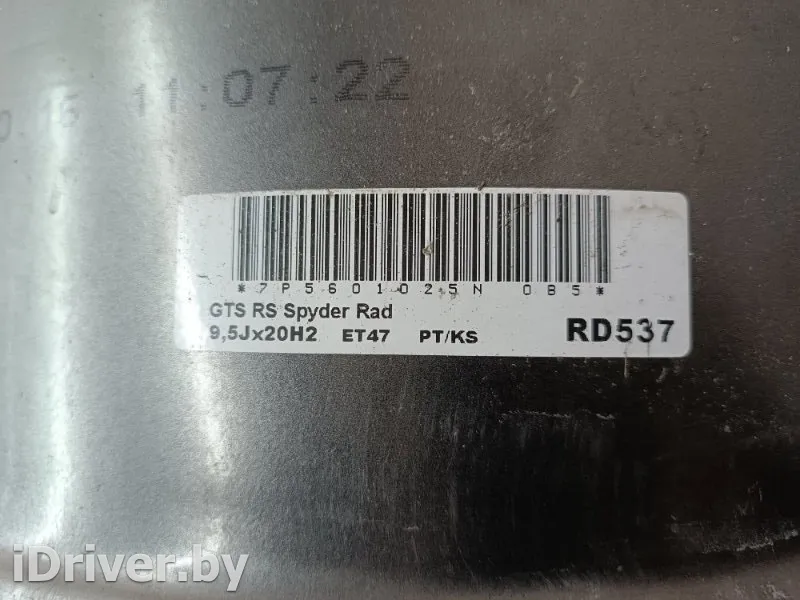 11:07:22
*7P5601025N 0B5*
GTS RS Spyder Rad
9,5Jx20H2 ET47 PT/KS RD537
iDriver.by